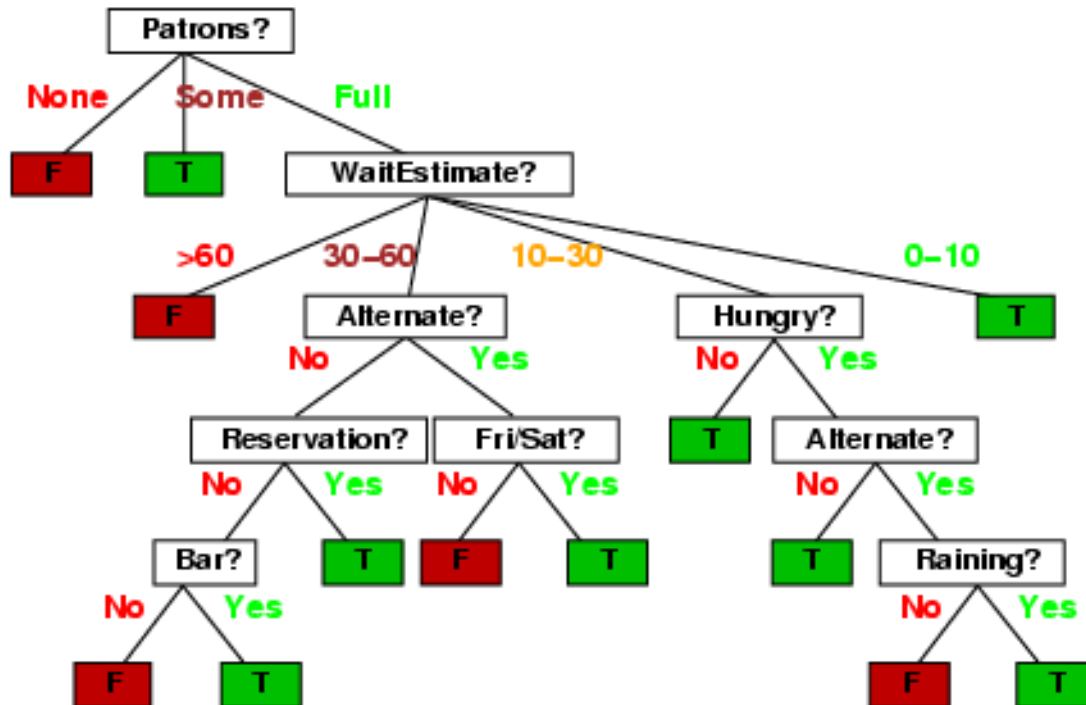 Patrons?
None Some Full
F T WaitEstimate?
>60 30–60 10–30 0–10
F Alternate? Hungry? T
No Yes No Yes
Reservation? Fri/Sat? T Alternate?
No Yes No Yes No Yes
Bar? T F T T Raining?
No Yes No Yes
F T F T